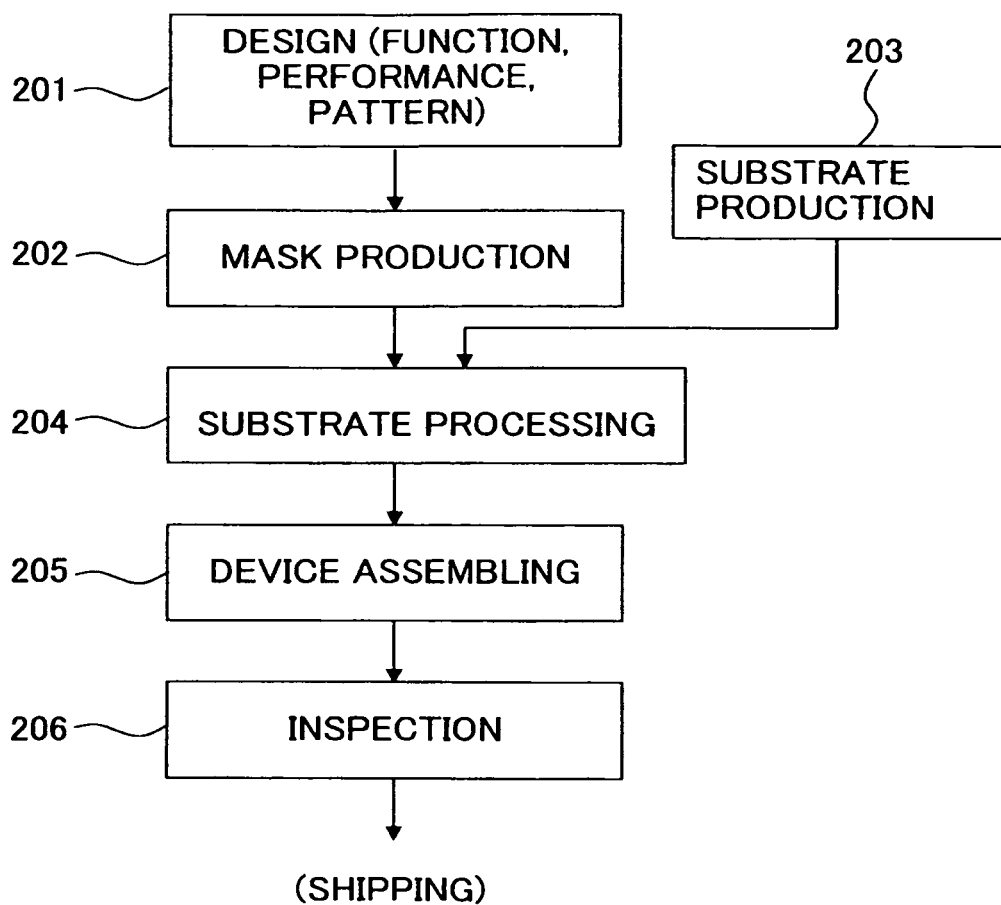 201
DESIGN (FUNCTION,
PERFORMANCE,
PATTERN)
203
SUBSTRATE
PRODUCTION
202
MASK PRODUCTION
204
SUBSTRATE PROCESSING
205
DEVICE ASSEMBLING
206
INSPECTION
(SHIPPING)